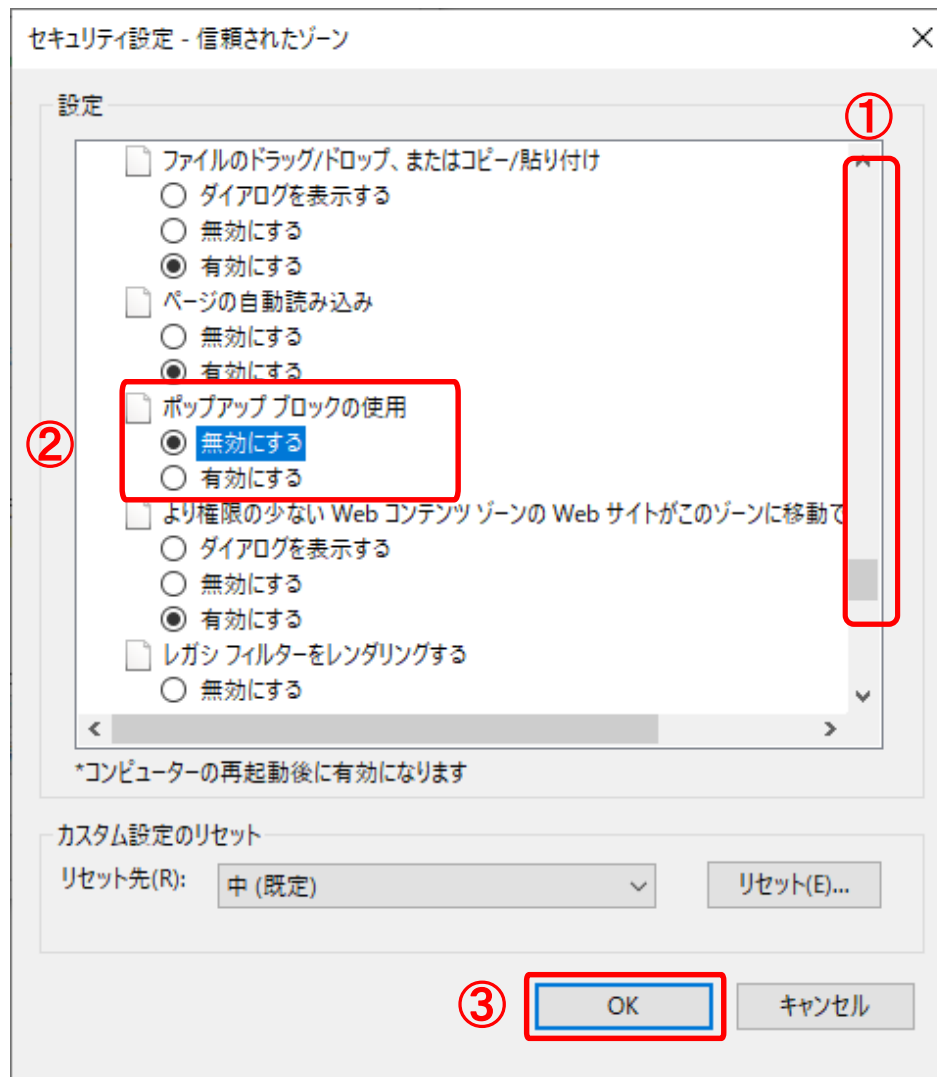 セキュリティ設定 - 信頼されたゾーン
設定
①
ファイルのドラッグ/ドロップ、またはコピー/貼り付け
ダイアログを表示する
無効にする
有効にする
ページの自動読み込み
無効にする
有効にする
ポップアップ ブロックの使用
②
無効にする
有効にする
より権限の少ない Web コンテンツ ゾーンの Web サイトがこのゾーンに移動で
ダイアログを表示する
無効にする
有効にする
レガシ フィルターをレンダリングする
無効にする
*コンピューターの再起動後に有効になります
カスタム設定のリセット
リセット先(R): 中 (既定) リセット(E)...
③ OK キャンセル